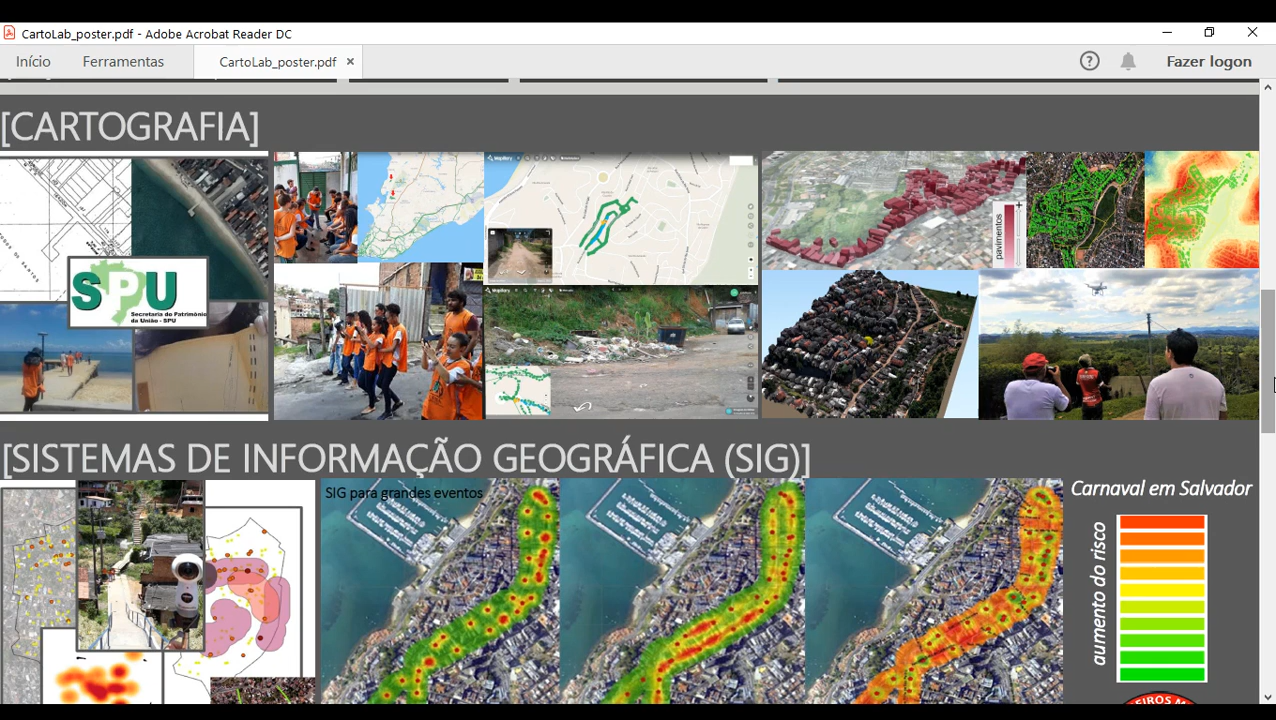 CartoLab_poster.pdf - Adobe Acrobat Reader DC
Início
Ferramentas
CartoLab_poster.pdf
Fazer logon
[CARTOGRAFIA]
SPU
Secretaria do Patrimônio
da União - SPU
Mapillary
pavimentos
[SISTEMAS DE INFORMAÇÃO GEOGRÁFICA (SIG)]
SIG para grandes eventos
Carnaval em Salvador
aumento do risco